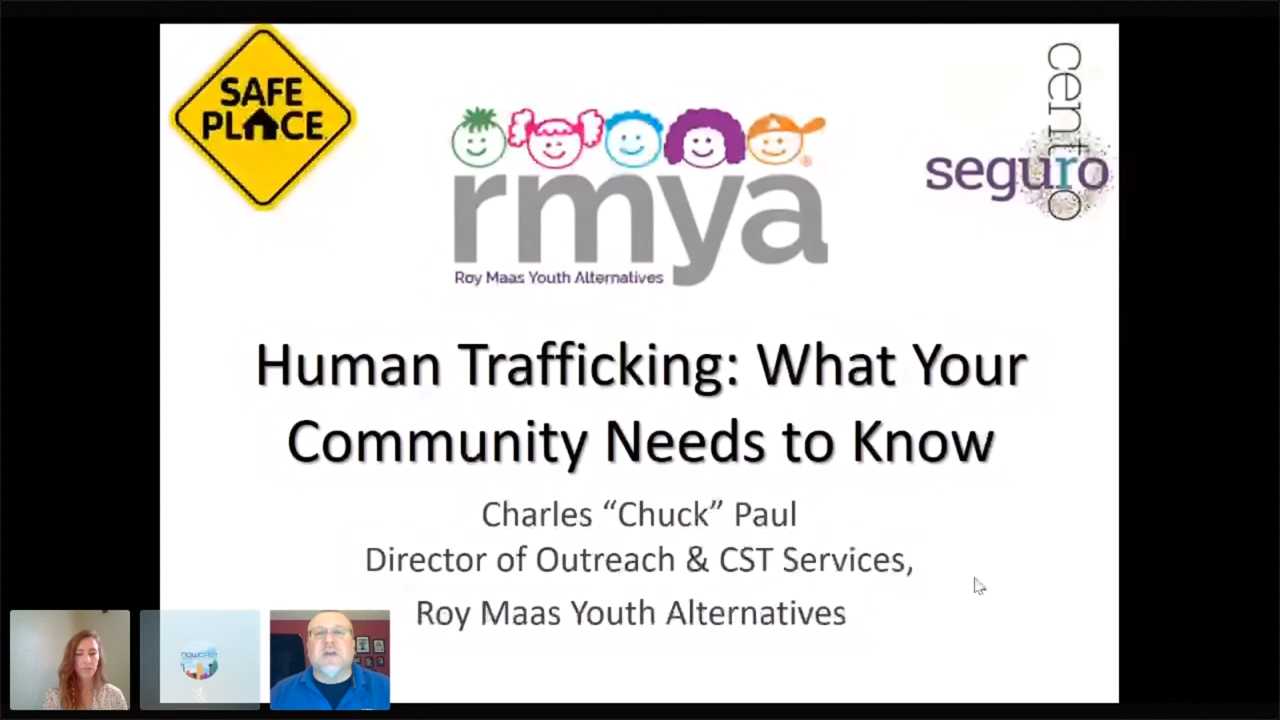 SAFE
PLACE
rmya
®
Roy Maas Youth Alternatives
centro
seguro
Human Trafficking: What Your
Community Needs to Know
Charles “Chuck” Paul
Director of Outreach & CST Services,
Roy Maas Youth Alternatives